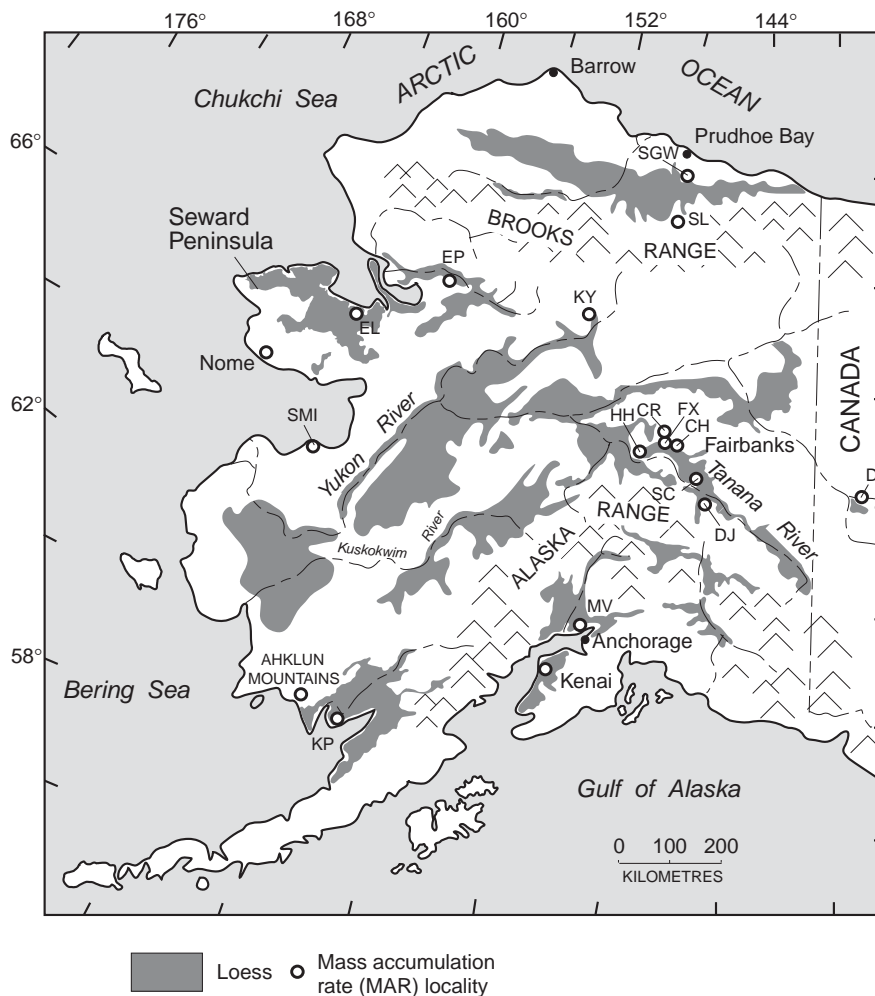 176° 168° 160° 152° 144°
ARCTIC
OCEAN
Barrow
Chukchi Sea
66°
Prudhoe Bay
SGW
Seward
Peninsula
BROOKS
SL
RANGE
EP
KY
EL
Nome
CANADA
62°
SMI
Yukon River
HH CR FX
CH
Fairbanks
D
SC
Tanana River
RANGE
DJ
Kuskokwim River
ALASKA
MV
Anchorage
58°
AHKLUN
MOUNTAINS
Bering Sea
Kenai
KP
Gulf of Alaska
0 100 200
KILOMETRES
Loess
Mass accumulation
rate (MAR) locality